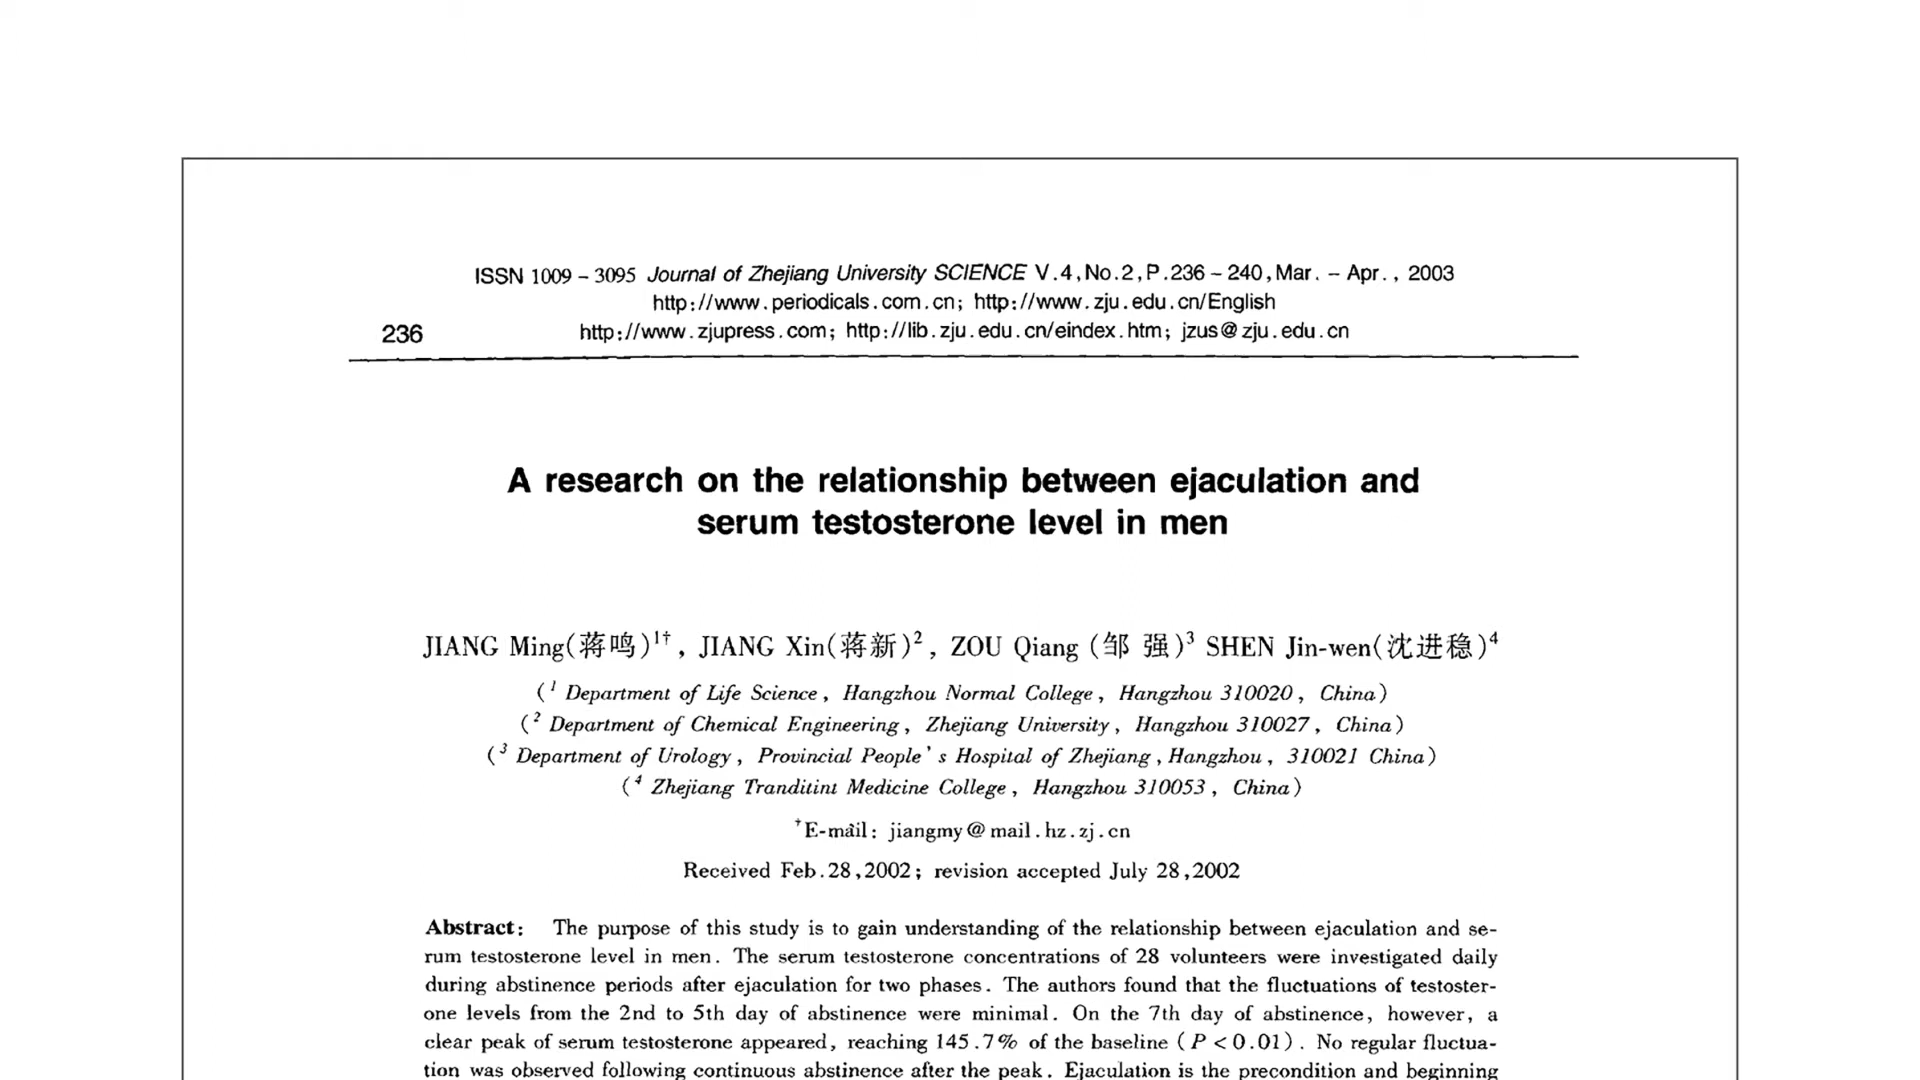 ISSN 1009 – 3095 Journal of Zhejiang University SCIENCE V.4, No.2, P.236 – 240, Mar. – Apr., 2003
http://www.periodicals.com.cn; http://www.zju.edu.cn/English
236 http://www.zjupress.com; http://lib.zju.edu.cn/eindex.htm; jzus@zju.edu.cn
A research on the relationship between ejaculation and
serum testosterone level in men
JIANG Ming(蒋鸣)1†, JIANG Xin(蒋新)2, ZOU Qiang (邹 强)3 SHEN Jin-wen(沈进稳)4
(1 Department of Life Science, Hangzhou Normal College, Hangzhou 310020, China)
(2 Department of Chemical Engineering, Zhejiang University, Hangzhou 310027, China)
(3 Department of Urology, Provincial People's Hospital of Zhejiang, Hangzhou, 310021 China)
(4 Zhejiang Tranditint Medicine College, Hangzhou 310053, China)
†E-mail: jiangmy@mail.hz.zj.cn
Received Feb.28,2002; revision accepted July 28,2002
Abstract: The purpose of this study is to gain understanding of the relationship between ejaculation and se-
rum testosterone level in men. The serum testosterone concentrations of 28 volunteers were investigated daily
during abstinence periods after ejaculation for two phases. The authors found that the fluctuations of testoster-
one levels from the 2nd to 5th day of abstinence were minimal. On the 7th day of abstinence, however, a
clear peak of serum testosterone appeared, reaching 145.7% of the baseline (P < 0.01). No regular fluctua-
tion was observed following continuous abstinence after the peak. Ejaculation is the precondition and beginning